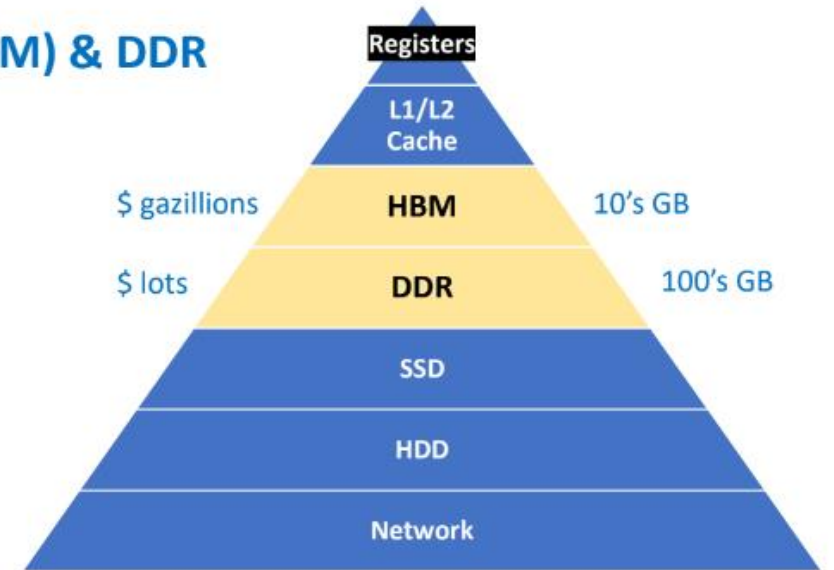 M) & DDR
Registers
L1/L2
Cache
$ gazillions
HBM
10's GB
$ lots
DDR
100's GB
SSD
HDD
Network